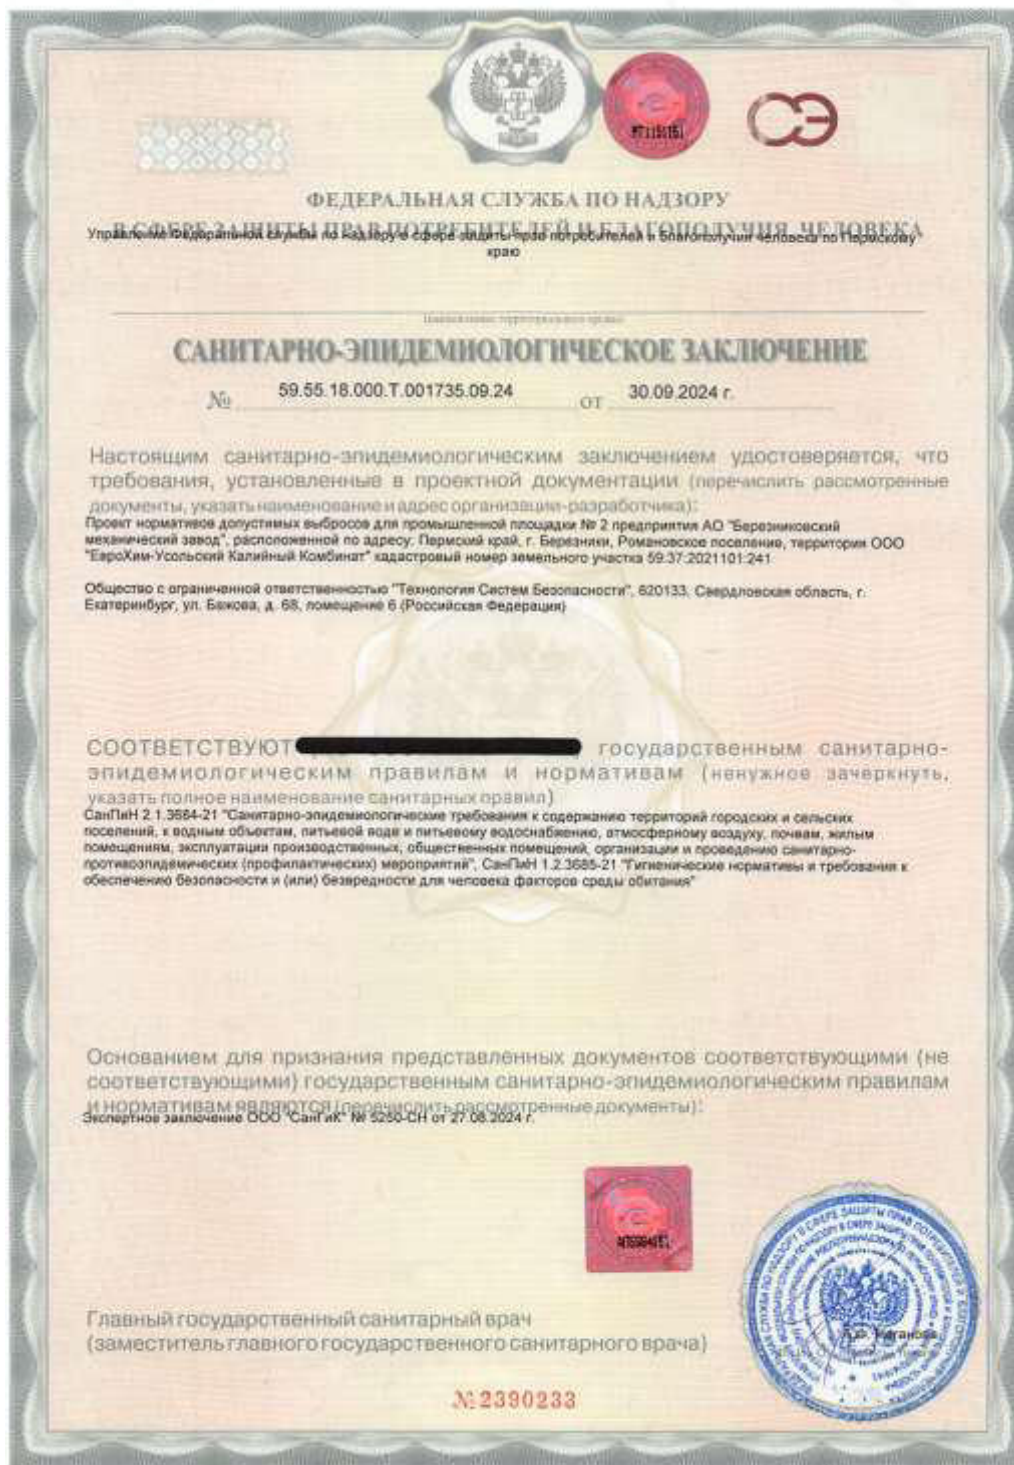 СЭ
ФЕДЕРАЛЬНАЯ СЛУЖБА ПО НАДЗОРУ
В СФЕРЕ ЗАЩИТЫ ПРАВ ПОТРЕБИТЕЛЕЙ И БЛАГОПОЛУЧИЯ ЧЕЛОВЕКА
Управление Федеральной службы по надзору в сфере защиты прав потребителей и благополучия человека по Пермскому
краю
САНИТАРНО-ЭПИДЕМИОЛОГИЧЕСКОЕ ЗАКЛЮЧЕНИЕ
№ 59.55.18.000.Т.001735.09.24 от 30.09.2024 г.
Настоящим санитарно-эпидемиологическим заключением удостоверяется, что
требования, установленные в проектной документации (перечислить рассмотренные
документы, указать наименование и адрес организации-разработчика):
Проект нормативов допустимых выбросов для промышленной площадки № 2 предприятия АО "Березниковский
механический завод", расположенной по адресу: Пермский край, г. Березники, Романовское поселение, территория ООО
"ЕвроХим-Усольский Калийный Комбинат" кадастровый номер земельного участка 59:37:2021101:241
Общество с ограниченной ответственностью "Технология Систем Безопасности", 620133, Свердловская область, г.
Екатеринбург, ул. Бажова, д. 68, помещение 6 (Российская Федерация)
СООТВЕТСТВУЮТ государственным санитарно-
эпидемиологическим правилам и нормативам (ненужное зачеркнуть,
указать полное наименование санитарных правил)
СанПиН 2.1.3684-21 "Санитарно-эпидемиологические требования к содержанию территорий городских и сельских
поселений, к водным объектам, питьевой воде и питьевому водоснабжению, атмосферному воздуху, почвам, жилым
помещениям, эксплуатации производственных, общественных помещений, организации и проведению санитарно-
противоэпидемических (профилактических) мероприятий", СанПиН 1.2.3685-21 "Гигиенические нормативы и требования к
обеспечению безопасности и (или) безвредности для человека факторов среды обитания"
Основанием для признания представленных документов соответствующими (не
соответствующими) государственным санитарно-эпидемиологическим правилам
и нормативам являются (перечислить рассмотренные документы):
Экспертное заключение ООО "СанГиК" № 5250-СН от 27.08.2024 г.
Главный государственный санитарный врач
(заместитель главного государственного санитарного врача)
№2390233